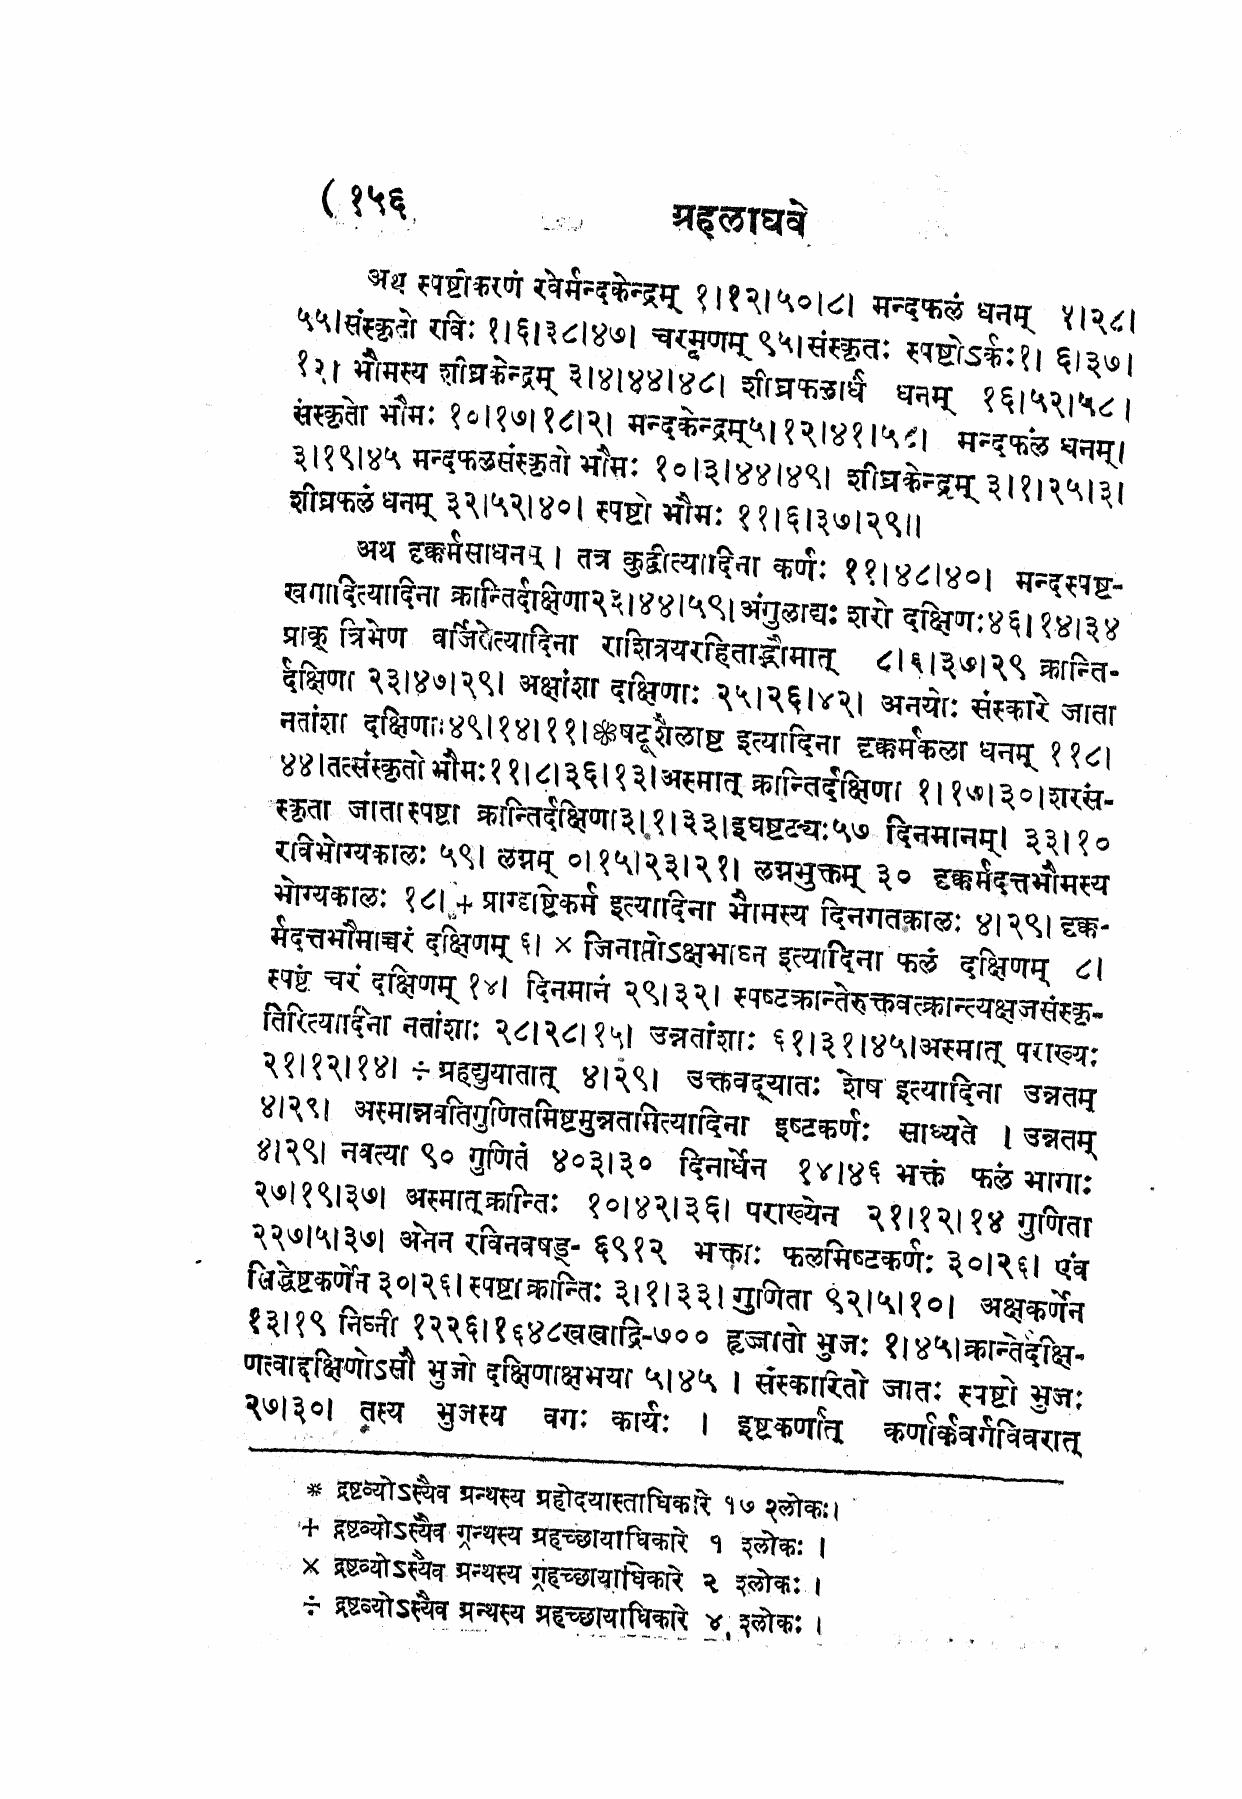 ( १५६
ग्रहलाघवे
अथ स्पष्टीकरणं रवेर्मन्दकेन्द्रम् १।१२।५०।८। मन्दफलं धनम् १।२८।
५५।संस्कृतो रविः १।६।३८।४७। चरमृणम् ९५।संस्कृतः स्पष्टोऽर्कः१। ६।३७।
१२। भौमस्य शीघ्रकेन्द्रम् ३।४।४४।४८। शीघ्रफलार्धं धनम् १६।५२।५८।
संस्कृतो भौमः १०।१७।१८।२। मन्दकेन्द्रम्५।१२।४१।५८। मन्दफलं धनम्।
३।१९।४५ मन्दफलसंस्कृतो भौमः १०।३।४४।४९। शीघ्रकेन्द्रम् ३।१।२५।३।
शीघ्रफलं धनम् ३२।५२।४०। स्पष्टो भौमः ११।६।३७।२९॥
अथ दृक्कर्मसाधनम् । तत्र कुद्वीत्यादिना कर्णः ११।४८।४०। मन्दस्पष्ट-
खगादित्यादिना क्रान्तिर्दक्षिणा२३।४४।५९।अंगुलाद्यः शरो दक्षिणः४६।१४।३४
प्राक् त्रिभेण वर्जितेत्यादिना राशित्रयरहिताद्भौमात् ८।६।३७।२९ क्रान्ति-
र्दक्षिणा २३।४७।२९। अक्षांशा दक्षिणाः २५।२६।४२। अनयोः संस्कारे जाता
नतांशा दक्षिणाः४९।१४।११।❀षट्शैलाष्ट इत्यादिना दृक्कर्मकला धनम् ११८।
४४।तत्संस्कृतो भौमः११।८।३६।१३।अस्मात् क्रान्तिर्दक्षिणा १।१७।३०।शरसं-
स्कृता जाता स्पष्टा क्रान्तिर्दक्षिणा३।१।३३।इघष्टट्यः५७ दिनमानम्। ३३।१०
रविभोग्यकालः ५९। लग्नम् ०।१५।२३।२१। लग्नभुक्तम् ३० दृक्कर्मदत्तभौमस्य
भोग्यकालः १८।+ प्राग्दृष्टिकर्म इत्यादिना भौमस्य दिनगतकालः ४।२९। दृक्क-
र्मदत्तभौमाच्चरं दक्षिणम् ६। × जिनाप्तोऽक्षभाघ्न इत्यादिना फलं दक्षिणम् ८।
स्पष्टं चरं दक्षिणम् १४। दिनमानं २९।३२। स्पष्टक्रान्तेरुक्तवत्क्रान्त्यक्षजसंस्कृ-
तिरित्यादिना नतांशाः २८।२८।१५। उन्नतांशाः ६१।३१।४५।अस्मात् पराख्यः
२१।१२।१४। ÷ग्रहद्युयातात् ४।२९। उक्तवद्यातः शेष इत्यादिना उन्नतम्
४।२९। अस्मान्नवतिगुणितमिष्टमुन्नतामित्यादिना इष्टकर्णः साध्यते । उन्नतम्
४।२९। नवत्या ९० गुणितं ४०३।३० दिनार्धेन १४।४६ भक्तं फलं भागाः
२७।१९।३७। अस्मात्क्रान्तिः १०।४२।३६। पराख्येन २१।१२।१४ गुणिता
२२७।५।३७। अनेन रविनवषड्- ६९१२ भक्ताः फलमिष्टकर्णः ३०।२६। एवं
सिद्धेष्टकर्णेन ३०।२६।स्पष्टा क्रान्तिः ३।१।३३।गुणिता ९२।५।१०। अक्षकर्णेन
१३।१९ निघ्नी १२२६।१६४८खखाद्रि-७०० हृज्जातो भुजः १।४५।क्रान्तेर्दक्षि-
णत्वाद्दक्षिणोऽसौ भुजो दक्षिणाक्षभया ५।४५ । संस्कारितो जातः स्पष्टो भुजः
२७।३०। तस्य भुजस्य वगः कार्यः । इष्टकर्णात् कर्णार्कवर्गविवरात्
* द्रष्टव्योऽस्यैव ग्रन्थस्य ग्रहोदयास्ताधिकारे १७ श्लोकः।
+ द्रष्टव्योऽस्यैव ग्रन्थस्य ग्रहच्छायाधिकारे १ श्लोकः ।
× द्रष्टव्योऽस्यैव ग्रन्थस्य ग्रहच्छायाधिकारे २ श्लोकः ।
÷ द्रष्टव्योऽस्यैव ग्रन्थस्य ग्रहच्छायाधिकारे ४ श्लोकः ।